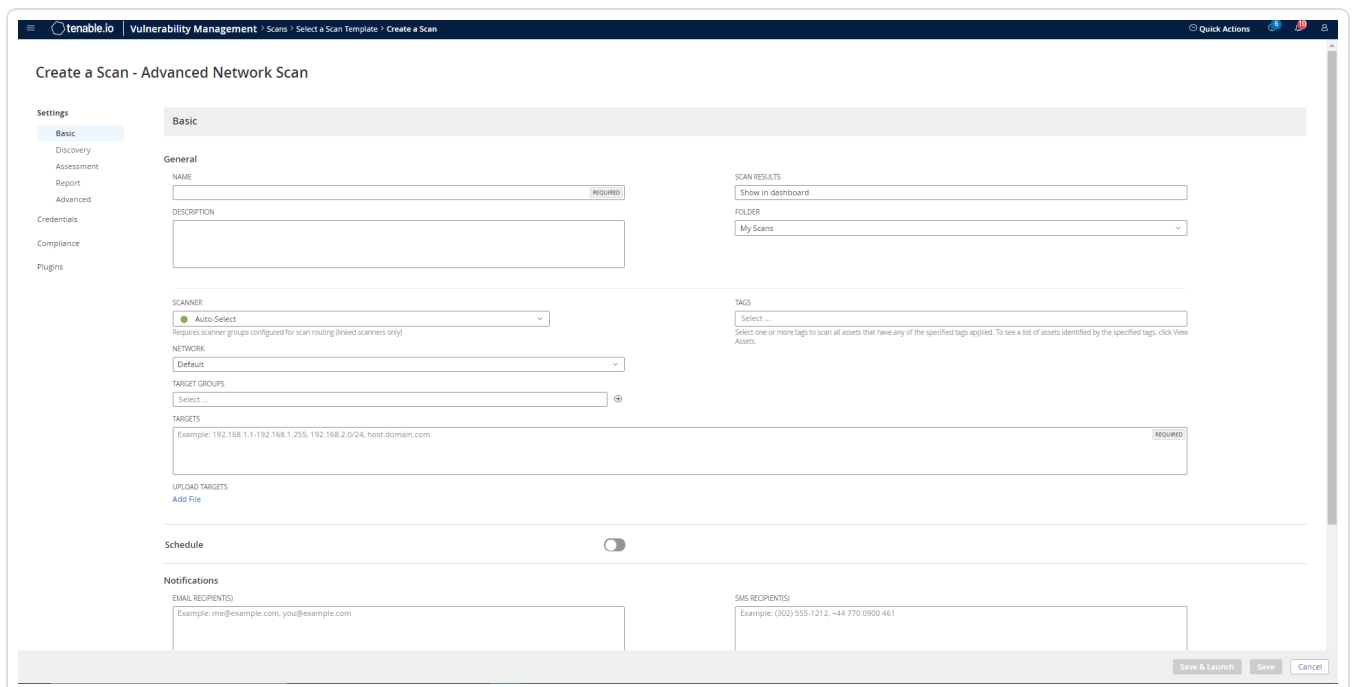 tenable.io Vulnerability Management > Scans > Select a Scan Template > Create a Scan Quick Actions 6 10
Create a Scan - Advanced Network Scan
Settings
Basic
Discovery
Assessment
Report
Advanced
Credentials
Compliance
Plugins
Basic
General
NAME
REQUIRED
DESCRIPTION
SCAN RESULTS
Show in dashboard
FOLDER
My Scans
SCANNER
Auto-Select
Requires scanner groups configured for scan routing (linked scanners only)
NETWORK
Default
TARGET GROUPS
Select ...
TAGS
Select ...
Select one or more tags to scan all assets that have any of the specified tags applied. To see a list of assets identified by the specified tags, click View
Assets.
TARGETS
Example: 192.168.1.1-192.168.1.255, 192.168.2.0/24, host.domain.com
REQUIRED
UPLOAD TARGETS
Add File
Schedule
Notifications
EMAIL RECIPIENT(S)
Example: me@example.com, you@example.com
SMS RECIPIENT(S)
Example: (302) 555-1212, +44 770 0900 461
Save & Launch Save Cancel